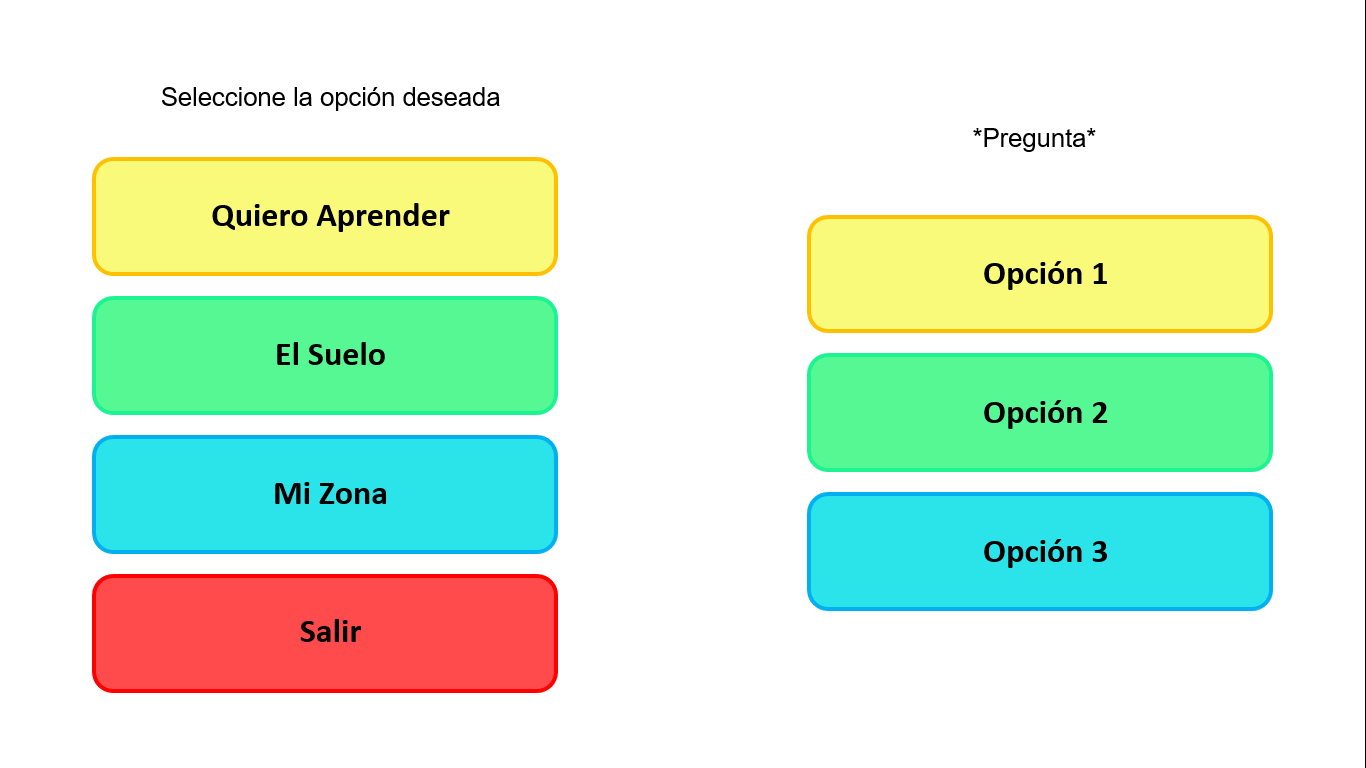 Seleccione la opción deseada
Quiero Aprender
El Suelo
Mi Zona
Salir
*Pregunta*
Opción 1
Opción 2
Opción 3